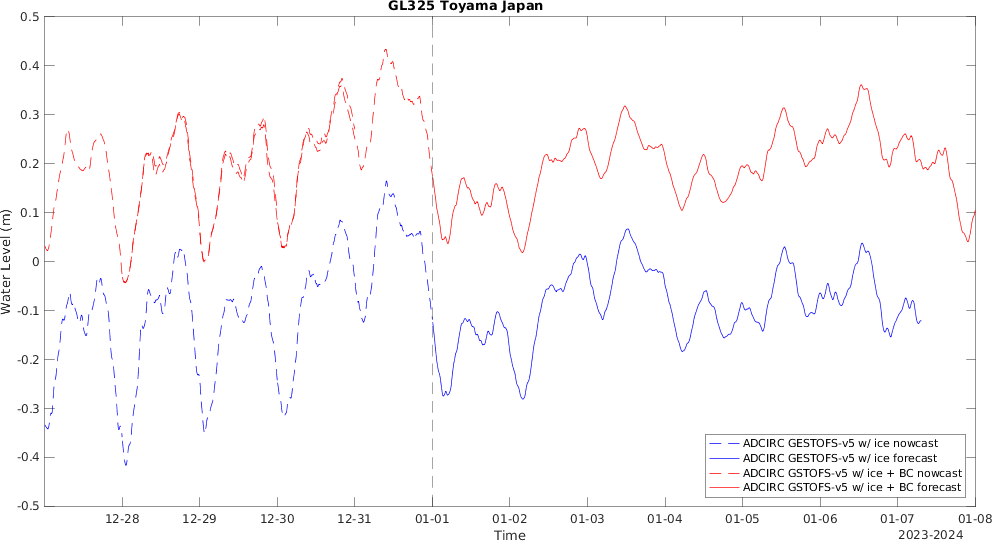 GL325 Toyama Japan
0.5
0.4
0.3
0.2
0.1
0
-0.1
-0.2
-0.3
-0.4
-0.5
Water Level (m)
ADCIRC GESTOFS-v5 w/ ice nowcast
ADCIRC GESTOFS-v5 w/ ice forecast
ADCIRC GSTOFS-v5 w/ ice + BC nowcast
ADCIRC GSTOFS-v5 w/ ice + BC forecast
12-28 12-29 12-30 12-31 01-01 01-02 01-03 01-04 01-05 01-06 01-07 01-08
Time
2023-2024